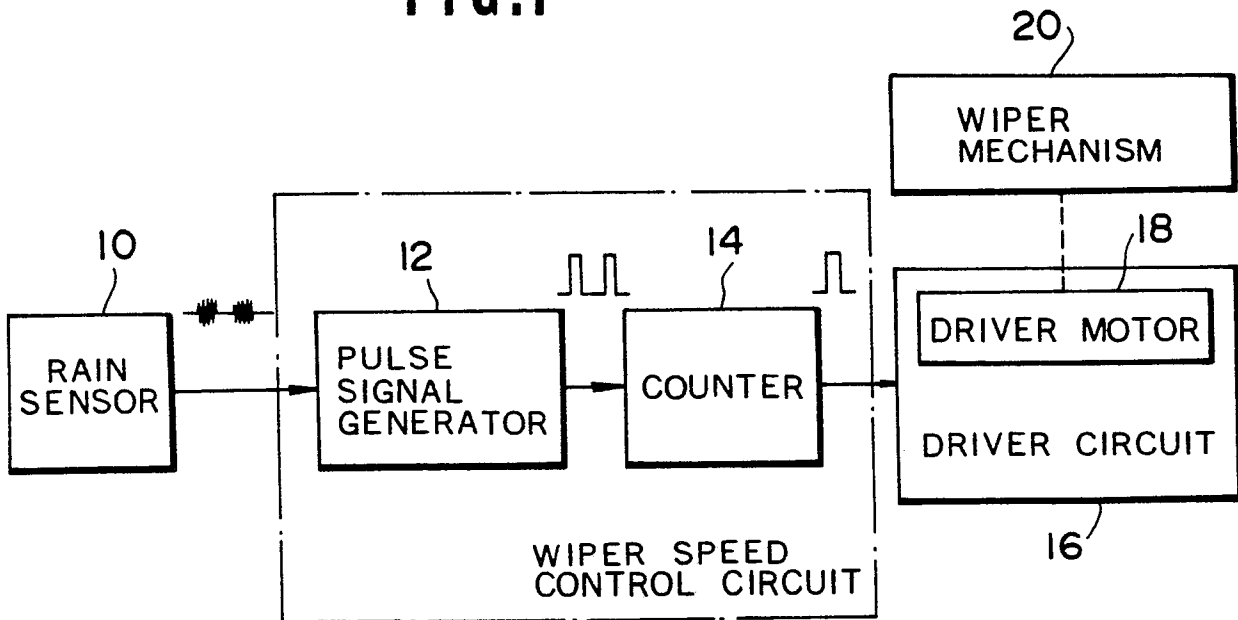 FIG.1
20
WIPER
MECHANISM
10
12
14
18
RAIN
SENSOR
PULSE
SIGNAL
GENERATOR
COUNTER
DRIVER MOTOR
DRIVER CIRCUIT
WIPER SPEED
CONTROL CIRCUIT
16